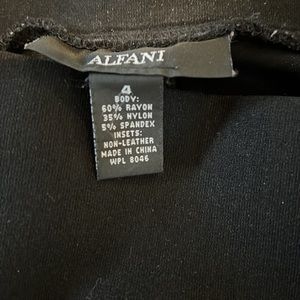 ALFANI
4
BODY:
60% RAYON
35% NYLON
5% SPANDEX
INSETS:
NON-LEATHER
MADE IN CHINA
WPL 8046